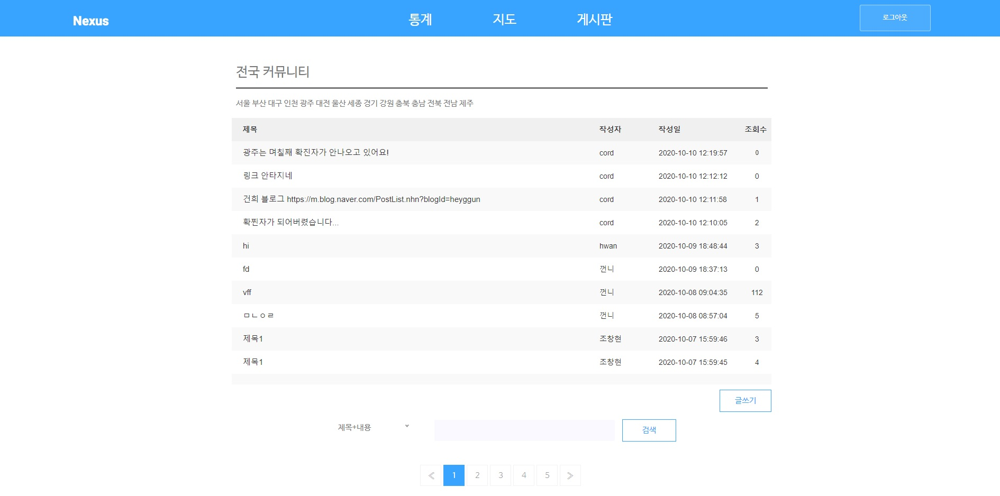 Nexus 통계 지도 게시판 로그아웃
전국 커뮤니티
서울 부산 대구 인천 광주 대전 울산 세종 경기 강원 충북 충남 전북 전남 제주
제목 작성자 작성일 조회수
광주는 며칠째 확진자가 안나오고 있어요! cord 2020-10-10 12:19:57 0
링크 안타지네 cord 2020-10-10 12:12:12 0
건희 블로그 https://m.blog.naver.com/PostList.nhn?blogId=heyggun cord 2020-10-10 12:11:58 1
확찐자가 되어버렸습니다... cord 2020-10-10 12:10:05 2
hi hwan 2020-10-09 18:48:44 3
fd 껀니 2020-10-09 18:37:13 0
vff 껀니 2020-10-08 09:04:35 112
ㅁㄴㅇㄹ 껀니 2020-10-08 08:57:04 5
제목1 조창현 2020-10-07 15:59:46 3
제목1 조창현 2020-10-07 15:59:45 4
글쓰기
제목+내용 검색
≪ 1 2 3 4 5 ≫